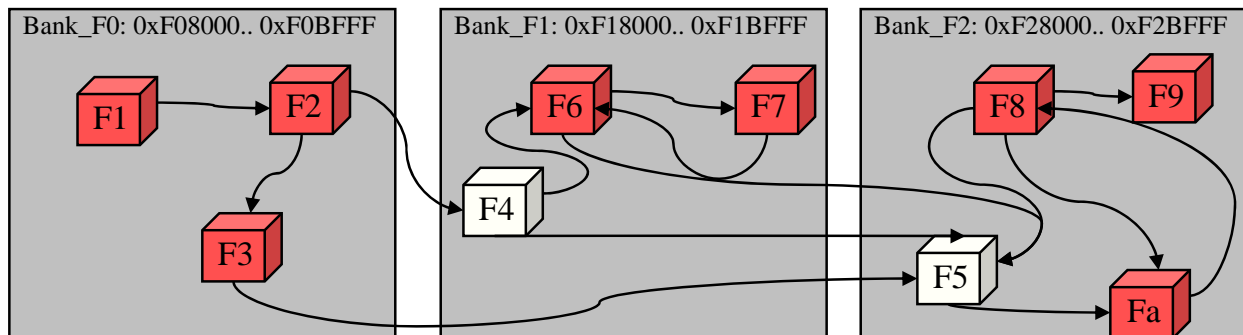 Bank_F0: 0xF08000.. 0xF0BFFF
F1
F2
F3
Bank_F1: 0xF18000.. 0xF1BFFF
F6
F7
F4
Bank_F2: 0xF28000.. 0xF2BFFF
F8
F9
F5
Fa